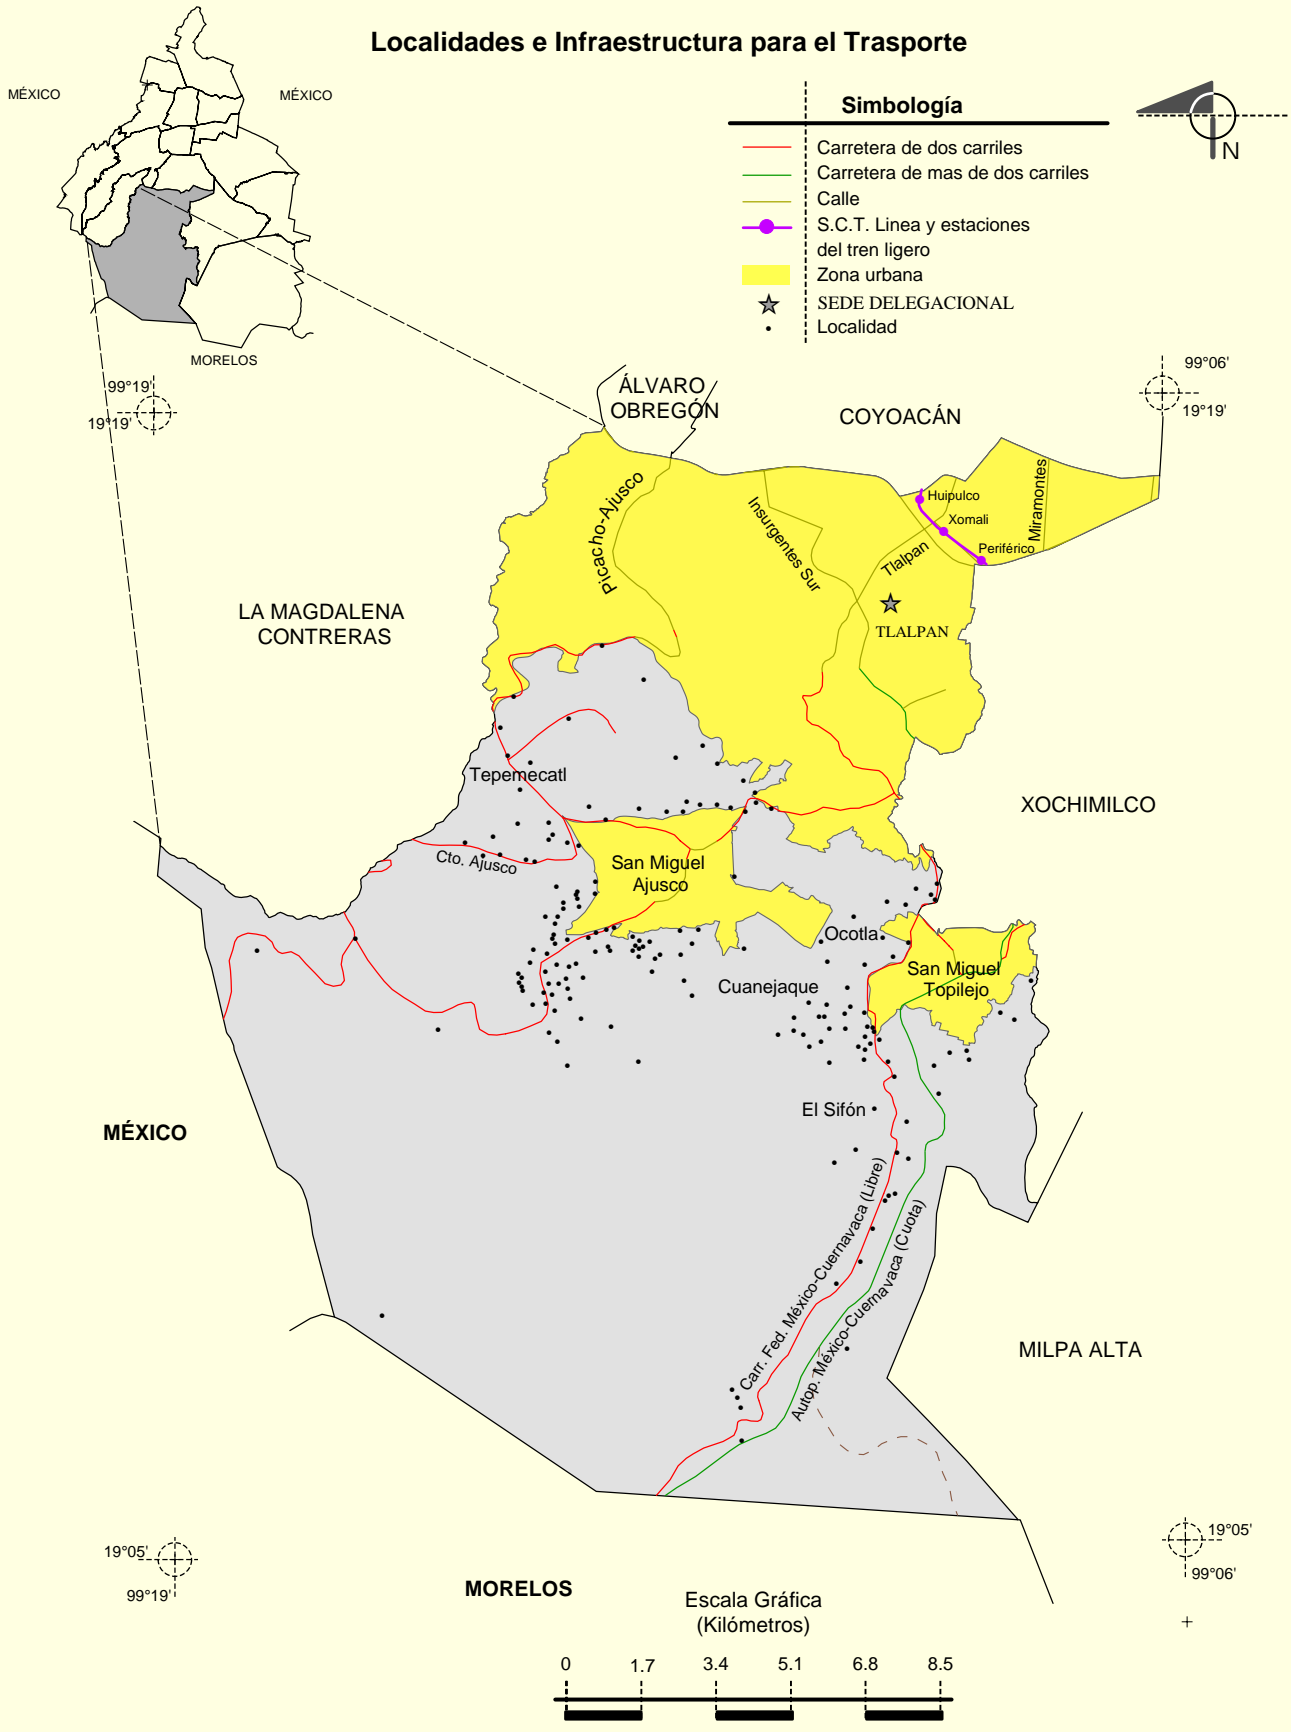 Localidades e Infraestructura para el Trasporte
MÉXICO
MÉXICO
MORELOS
Simbología
Carretera de dos carriles
Carretera de mas de dos carriles
Calle
S.C.T. Linea y estaciones
del tren ligero
Zona urbana
SEDE DELEGACIONAL
Localidad
N
99°19'
19°19'
99°06'
19°19'
ÁLVARO
OBREGÓN
COYOACÁN
Picacho-Ajusco
Insurgentes Sur
Tlalpan
Huipulco
Xomali
Periférico
Miramontes
TLALPAN
LA MAGDALENA
CONTRERAS
Tepemecatl
XOCHIMILCO
Cto. Ajusco
San Miguel
Ajusco
Ocotla
San Miguel
Topilejo
Cuanejaque
El Sifón
MÉXICO
Carr. Fed. México-Cuernavaca (Libre)
Autop. México-Cuernavaca (Cuota)
MILPA ALTA
19°05'
99°19'
19°05'
99°06'
MORELOS
Escala Gráfica
(Kilómetros)
0 1.7 3.4 5.1 6.8 8.5